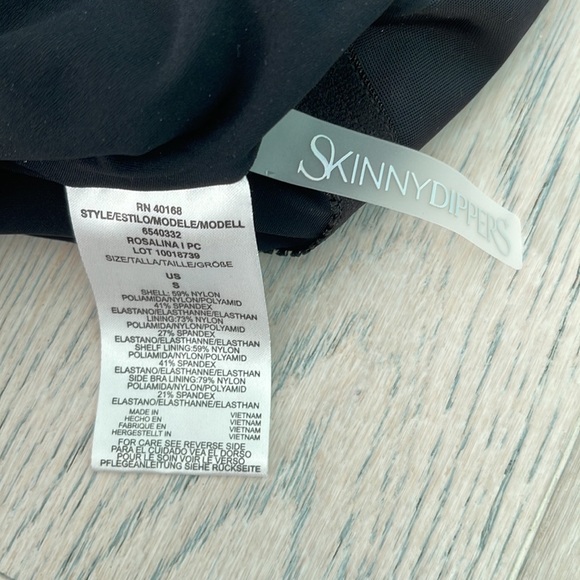 SKINNYDIPPERS
RN 40168
STYLE/ESTILO/MODELE/MODELL
6540332
ROSALINA I PC
LOT 10018739
SIZE/TALLA/TAILLE/GRÖßE
US
S
SHELL: 59% NYLON
POLIAMIDA/NYLON/POLYAMID
41% SPANDEX
ELASTANO/ELASTHANNE/ELASTHAN
LINING:73% NYLON
POLIAMIDA/NYLON/POLYAMID
27% SPANDEX
ELASTANO/ELASTHANNE/ELASTHAN
SHELF LINING:59% NYLON
POLIAMIDA/NYLON/POLYAMID
41% SPANDEX
ELASTANO/ELASTHANNE/ELASTHAN
SIDE BRA LINING:79% NYLON
POLIAMIDA/NYLON/POLYAMID
21% SPANDEX
ELASTANO/ELASTHANNE/ELASTHAN
MADE IN VIETNAM
HECHO EN VIETNAM
FABRIQUE EN VIETNAM
HERGESTELLT IN VIETNAM
FOR CARE SEE REVERSE SIDE
PARA EL CUIDADO VEA EL DORSO
POUR LE SOIN VOIR LE VERSO
PFLEGEANLEITUNG SIEHE RÜCKSEITE